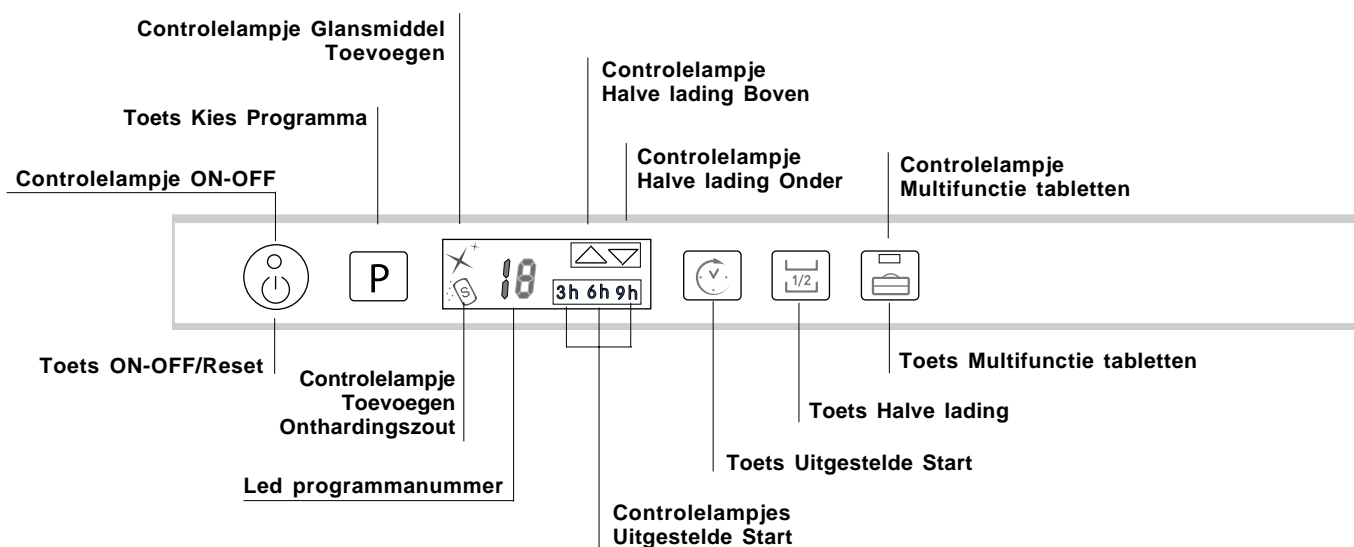 Controlelampje Glansmiddel
Toevoegen
Controlelampje
Halve lading Boven
Toets Kies Programma
Controlelampje
Halve lading Onder
Controlelampje
Multifunctie tabletten
Controlelampje ON-OFF
P
S
18
3h 6h 9h
1/2
Toets ON-OFF/Reset
Controlelampje
Toevoegen
Onthardingszout
Toets Multifunctie tabletten
Toets Halve lading
Toets Uitgestelde Start
Led programmanummer
Controlelampjes
Uitgestelde Start